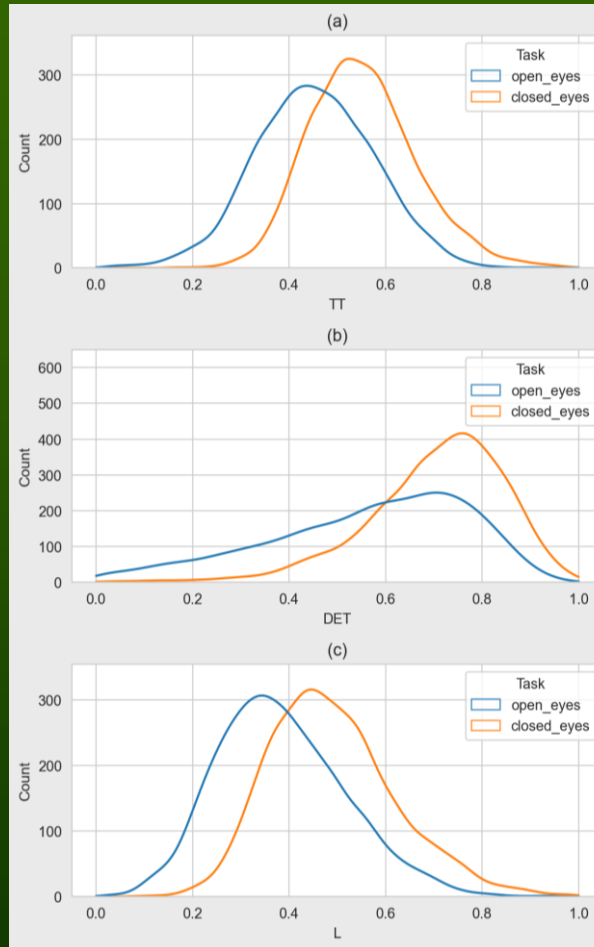 (a)
Task
open_eyes
closed_eyes
300
200
100
0
Count
0.0 0.2 0.4 0.6 0.8 1.0
TT
(b)
Task
open_eyes
closed_eyes
600
500
400
300
200
100
0
Count
0.0 0.2 0.4 0.6 0.8 1.0
DET
(c)
Task
open_eyes
closed_eyes
300
200
100
0
Count
0.0 0.2 0.4 0.6 0.8 1.0
L